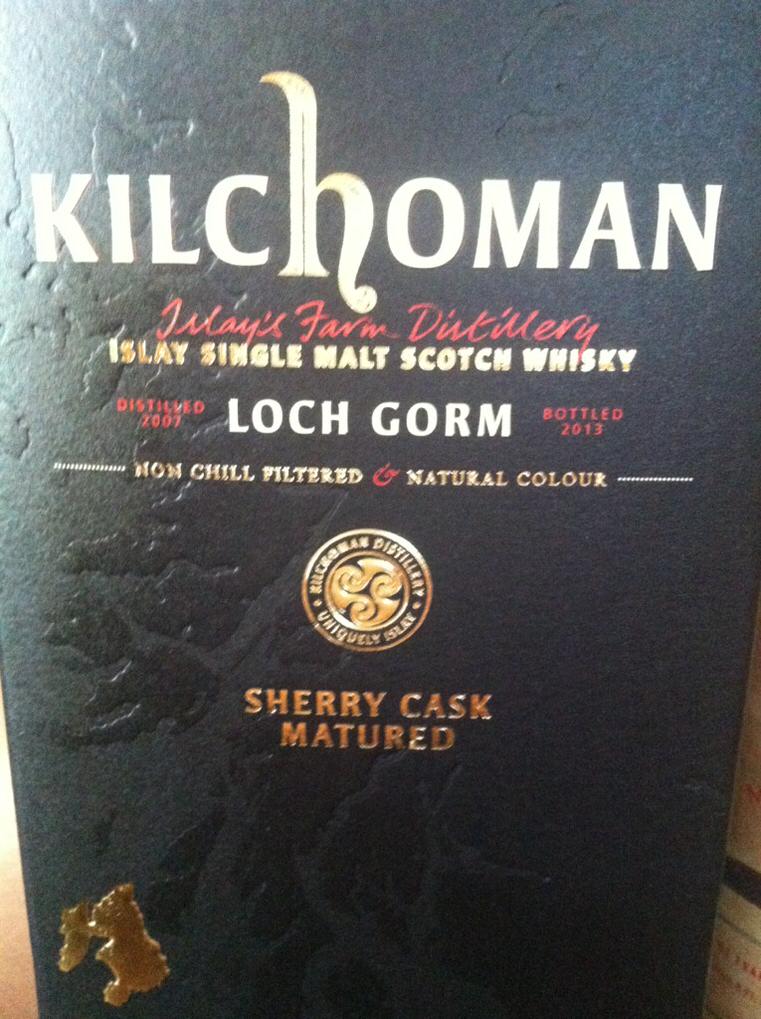 KILCHOMAN
Islay's Farm Distillery
ISLAY SINGLE MALT SCOTCH WHISKY
DISTILLED
2007
LOCH GORM
BOTTLED
2013
NON CHILL FILTERED & NATURAL COLOUR
KILCHOMAN DISTILLERY
UNIQUELY ISLAY
SHERRY CASK
MATURED